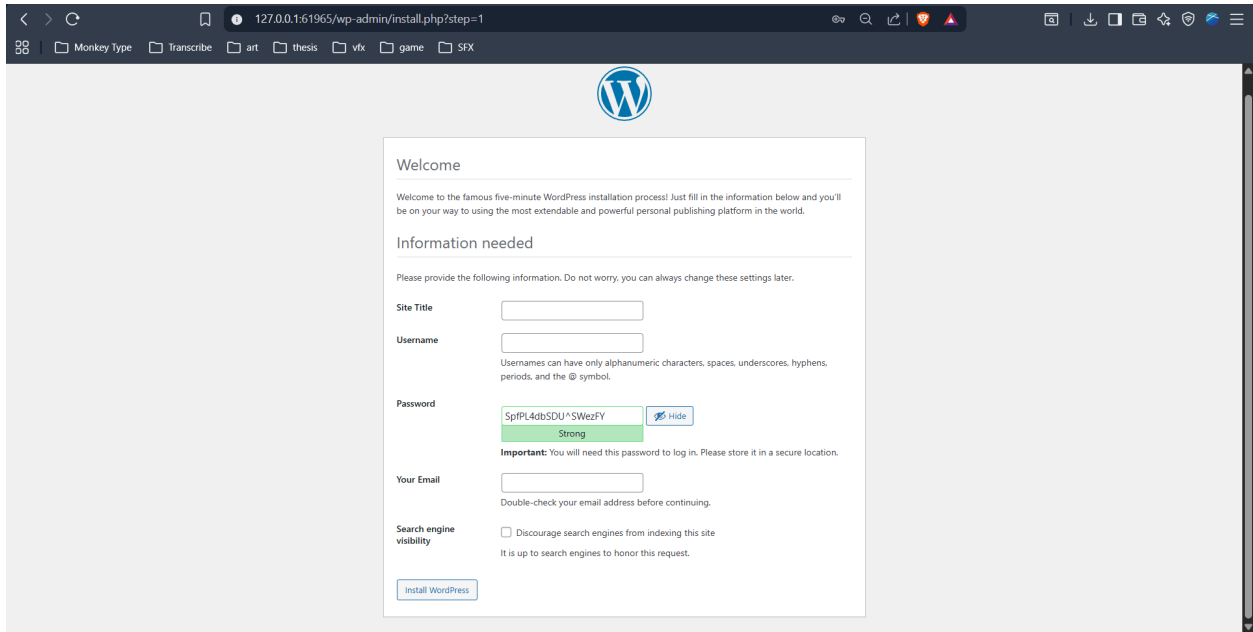 127.0.0.1:61965/wp-admin/install.php?step=1
Monkey Type Transcribe art thesis vfx game SFX
Welcome
Welcome to the famous five-minute WordPress installation process! Just fill in the information below and you'll
be on your way to using the most extendable and powerful personal publishing platform in the world.
Information needed
Please provide the following information. Do not worry, you can always change these settings later.
Site Title
Username
Usernames can have only alphanumeric characters, spaces, underscores, hyphens,
periods, and the @ symbol.
Password
SpfPL4dbSDU^SWezFY Hide
Strong
Important: You will need this password to log in. Please store it in a secure location.
Your Email
Double-check your email address before continuing.
Search engine
visibility
Discourage search engines from indexing this site
It is up to search engines to honor this request.
Install WordPress